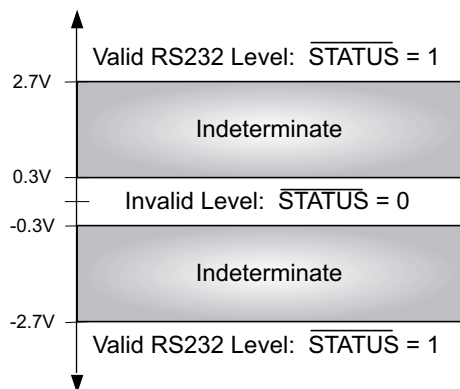 Valid RS232 Level: STATUS = 1
2.7V
Indeterminate
0.3V
Invalid Level: STATUS = 0
-0.3V
Indeterminate
-2.7V
Valid RS232 Level: STATUS = 1